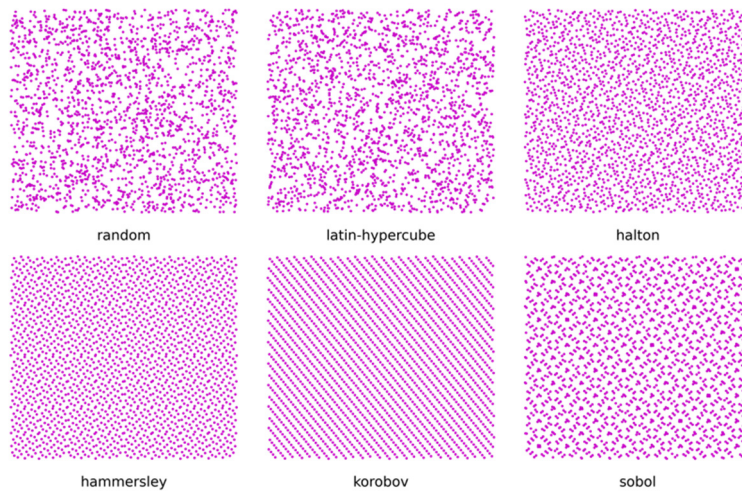 random
latin-hypercube
halton
hammersley
korobov
sobol